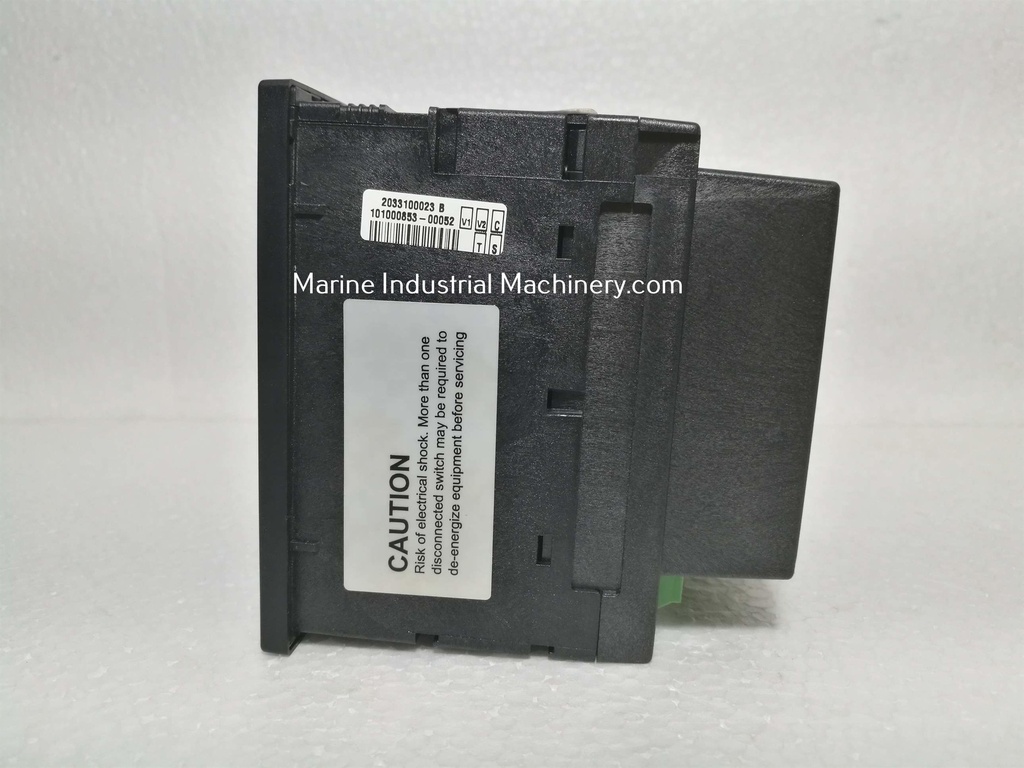 2033100023 B
101000853-00052
V1 V2 C
T S
Marine Industrial Machinery.com
CAUTION
Risk of electrical shock. More than one
disconnected switch may be required to
de-energize equipment before servicing